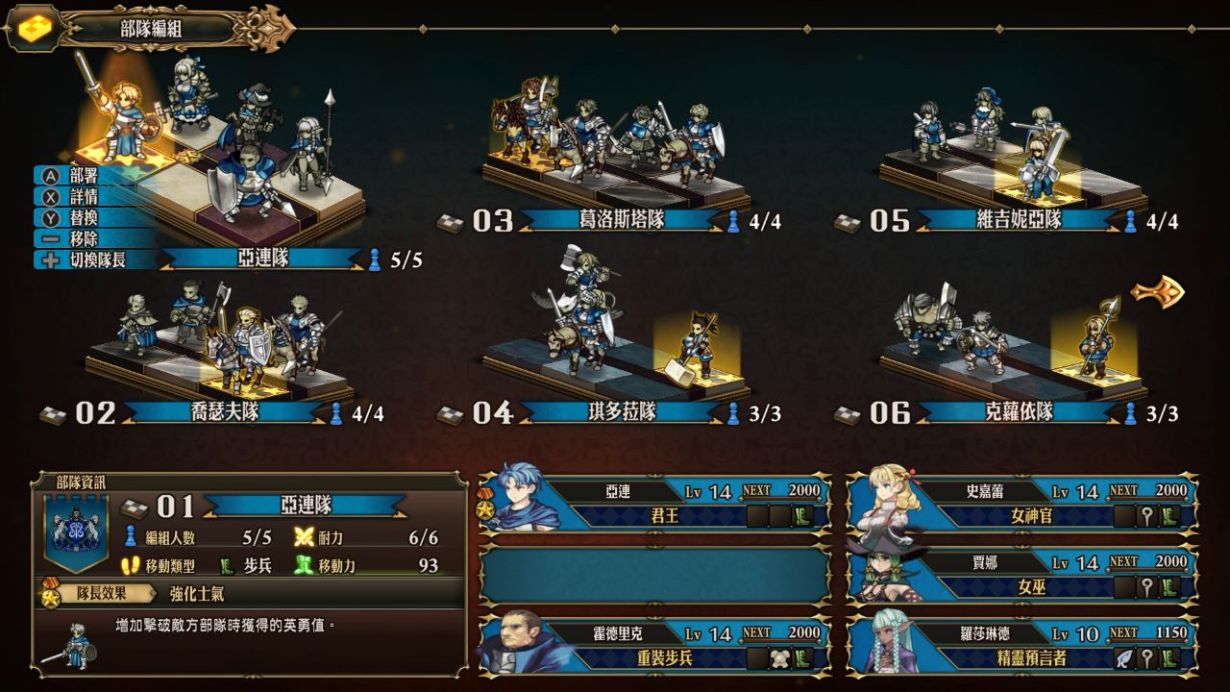 部隊編組
A 部署
X 詳情
Y 替換
移除
切換隊長
亞連隊 5/5
03 葛洛斯塔隊 4/4
05 維吉妮亞隊 4/4
02 喬瑟夫隊 4/4
04 琪多菈隊 3/3
06 克蘿依隊 3/3
部隊資訊
01 亞連隊
編組人數 5/5 耐力 6/6
移動類型 步兵 移動力 93
隊長效果 強化士氣
增加擊破敵方部隊時獲得的英勇值。
亞連 Lv 14 NEXT 2000
君王
史嘉蕾 Lv 14 NEXT 2000
女神官
賈娜 Lv 14 NEXT 2000
女巫
霍德里克 Lv 14 NEXT 2000
重裝步兵
羅莎琳德 Lv 10 NEXT 1150
精靈預言者